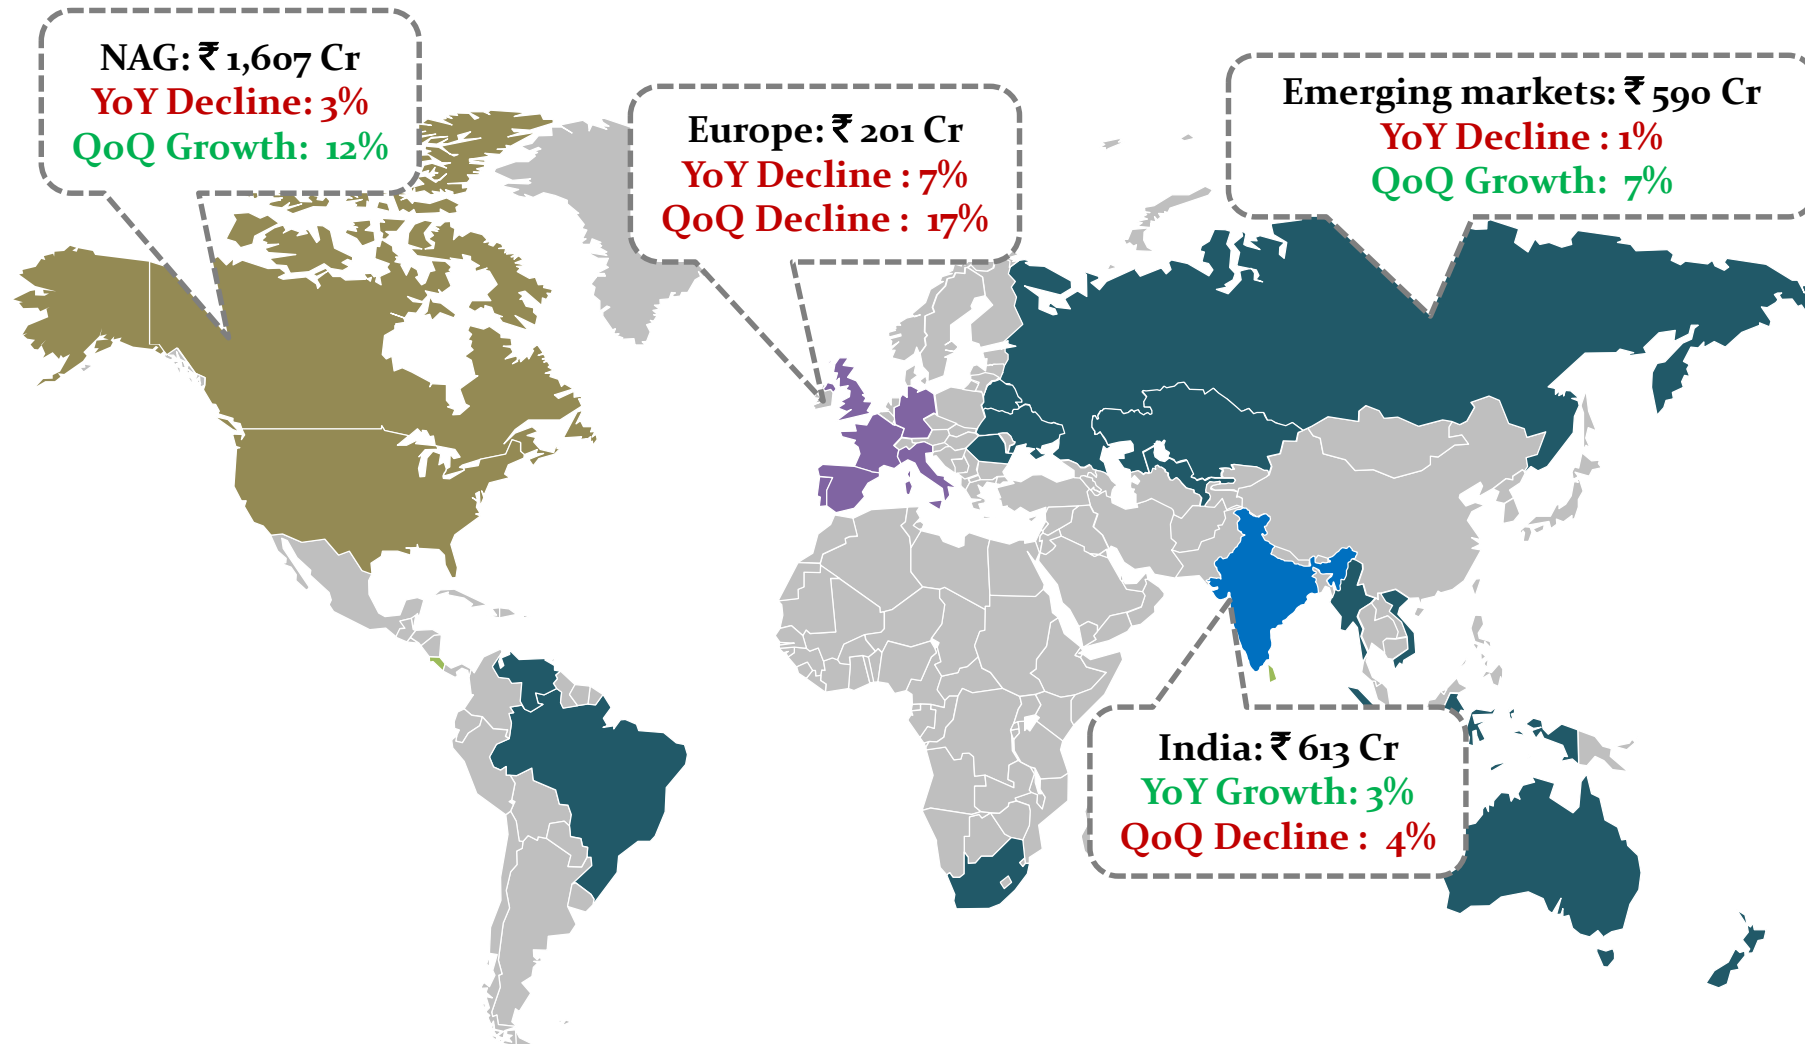 NAG: ₹ 1,607 Cr
YoY Decline: 3%
QoQ Growth: 12%
Europe: ₹ 201 Cr
YoY Decline : 7%
QoQ Decline : 17%
Emerging markets: ₹ 590 Cr
YoY Decline : 1%
QoQ Growth: 7%
India: ₹ 613 Cr
YoY Growth: 3%
QoQ Decline : 4%